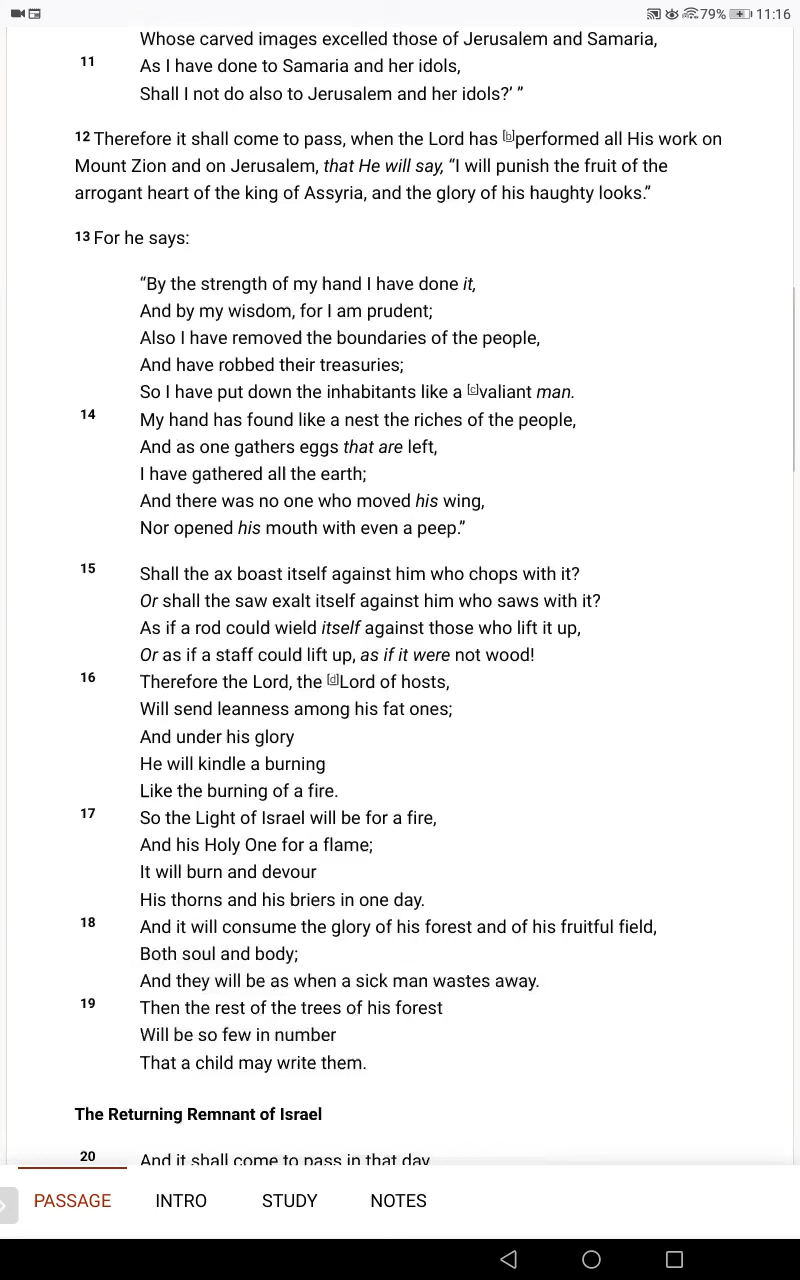 79% 11:16
Whose carved images excelled those of Jerusalem and Samaria,
11 As I have done to Samaria and her idols,
Shall I not do also to Jerusalem and her idols?’ ”
12 Therefore it shall come to pass, when the Lord has [b]performed all His work on
Mount Zion and on Jerusalem, that He will say, “I will punish the fruit of the
arrogant heart of the king of Assyria, and the glory of his haughty looks.”
13 For he says:
“By the strength of my hand I have done it,
And by my wisdom, for I am prudent;
Also I have removed the boundaries of the people,
And have robbed their treasuries;
So I have put down the inhabitants like a [c]valiant man.
14 My hand has found like a nest the riches of the people,
And as one gathers eggs that are left,
I have gathered all the earth;
And there was no one who moved his wing,
Nor opened his mouth with even a peep.”
15 Shall the ax boast itself against him who chops with it?
Or shall the saw exalt itself against him who saws with it?
As if a rod could wield itself against those who lift it up,
Or as if a staff could lift up, as if it were not wood!
16 Therefore the Lord, the [d]Lord of hosts,
Will send leanness among his fat ones;
And under his glory
He will kindle a burning
Like the burning of a fire.
17 So the Light of Israel will be for a fire,
And his Holy One for a flame;
It will burn and devour
His thorns and his briers in one day.
18 And it will consume the glory of his forest and of his fruitful field,
Both soul and body;
And they will be as when a sick man wastes away.
19 Then the rest of the trees of his forest
Will be so few in number
That a child may write them.
The Returning Remnant of Israel
20 And it shall come to pass in that day
PASSAGE INTRO STUDY NOTES